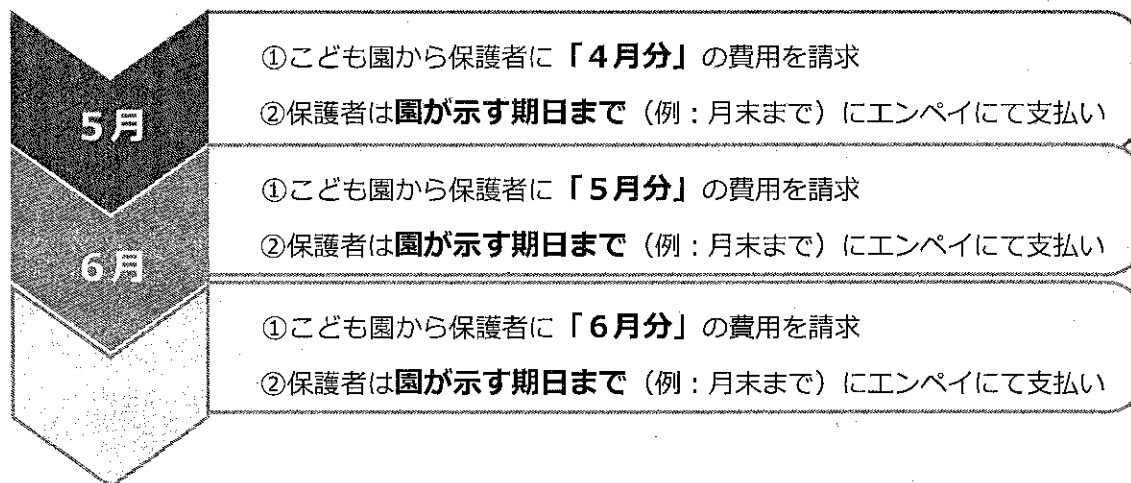 5月
①こども園から保護者に「４月分」の費用を請求
②保護者は園が示す期日まで（例：月末まで）にエンペイにて支払い
6月
①こども園から保護者に「５月分」の費用を請求
②保護者は園が示す期日まで（例：月末まで）にエンペイにて支払い
①こども園から保護者に「６月分」の費用を請求
②保護者は園が示す期日まで（例：月末まで）にエンペイにて支払い